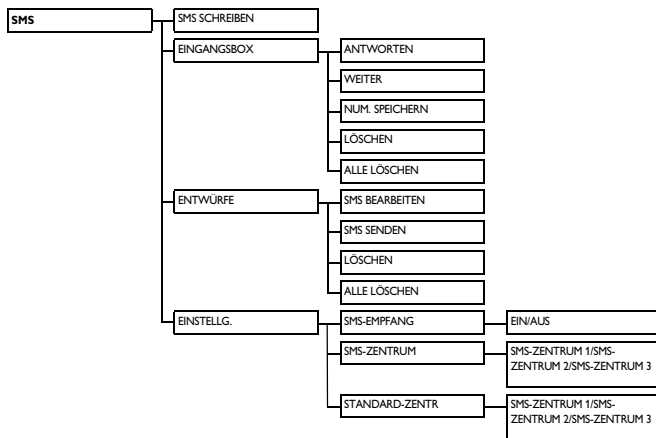 SMS
SMS SCHREIBEN
EINGANGSBOX
ANTWORTEN
WEITER
NUM. SPEICHERN
LÖSCHEN
ALLE LÖSCHEN
ENTWÜRFE
SMS BEARBEITEN
SMS SENDEN
LÖSCHEN
ALLE LÖSCHEN
EINSTELLG.
SMS-EMPFANG
EIN/AUS
SMS-ZENTRUM
SMS-ZENTRUM 1/SMS-
ZENTRUM 2/SMS-ZENTRUM 3
STANDARD-ZENTR
SMS-ZENTRUM 1/SMS-
ZENTRUM 2/SMS-ZENTRUM 3